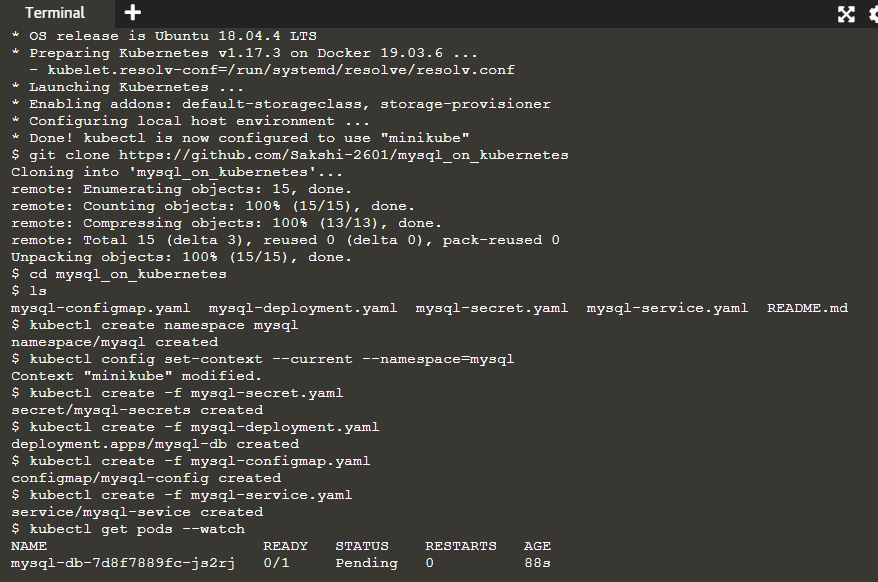 Terminal
* OS release is Ubuntu 18.04.4 LTS
* Preparing Kubernetes v1.17.3 on Docker 19.03.6 ...
  - kubelet.resolv-conf=/run/systemd/resolve/resolv.conf
* Launching Kubernetes ...
* Enabling addons: default-storageclass, storage-provisioner
* Configuring local host environment ...
* Done! kubectl is now configured to use "minikube"
$ git clone https://github.com/Sakshi-2601/mysql_on_kubernetes
Cloning into 'mysql_on_kubernetes'...
remote: Enumerating objects: 15, done.
remote: Counting objects: 100% (15/15), done.
remote: Compressing objects: 100% (13/13), done.
remote: Total 15 (delta 3), reused 0 (delta 0), pack-reused 0
Unpacking objects: 100% (15/15), done.
$ cd mysql_on_kubernetes
$ ls
mysql-configmap.yaml  mysql-deployment.yaml  mysql-secret.yaml  mysql-service.yaml  README.md
$ kubectl create namespace mysql
namespace/mysql created
$ kubectl config set-context --current --namespace=mysql
Context "minikube" modified.
$ kubectl create -f mysql-secret.yaml
secret/mysql-secrets created
$ kubectl create -f mysql-deployment.yaml
deployment.apps/mysql-db created
$ kubectl create -f mysql-configmap.yaml
configmap/mysql-config created
$ kubectl create -f mysql-service.yaml
service/mysql-sevice created
$ kubectl get pods --watch
NAME                        READY   STATUS    RESTARTS   AGE
mysql-db-7d8f7889fc-js2rj   0/1     Pending   0          88s